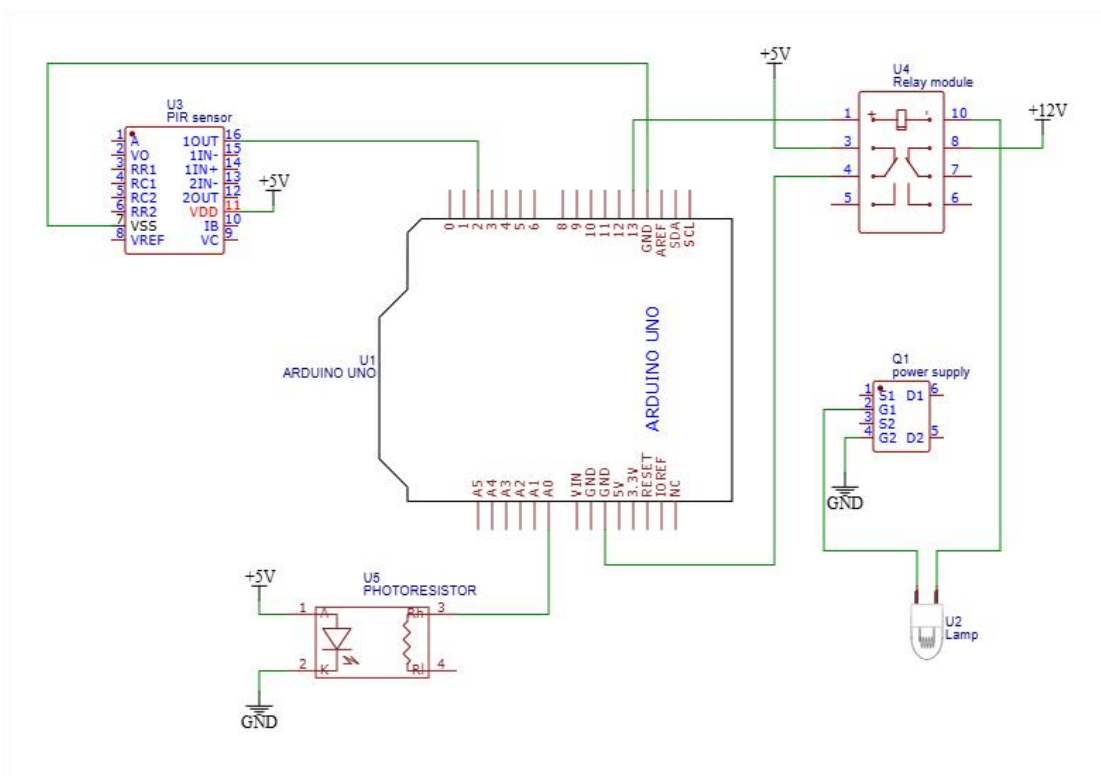 +5V
U4
Relay module
1
10
+12V
3
8
4
7
5
6
U3
PIR sensor
1 A 1OUT 16
2 VO 1IN- 15
3 RR1 1IN+ 14
4 RC1 2IN- 13
5 RC2 2OUT 12
6 RR2 VDD 11
7 VSS IB 10
8 VREF VC 9
+5V
0
1
2
3
4
5
6
8
9
10
11
12
13
GND
AREF
SDA
SCL
U1
ARDUINO UNO
ARDUINO UNO
Q1
power supply
1 S1 D1 6
2 G1
3 S2
4 G2 D2 5
GND
A5
A4
A3
A2
A1
A0
VIN
GND
GND
5V
3.3V
RESET
IOREF
NC
+5V
U5
PHOTORESISTOR
1 A Rh 3
2 K Rl 4
GND
U2
Lamp